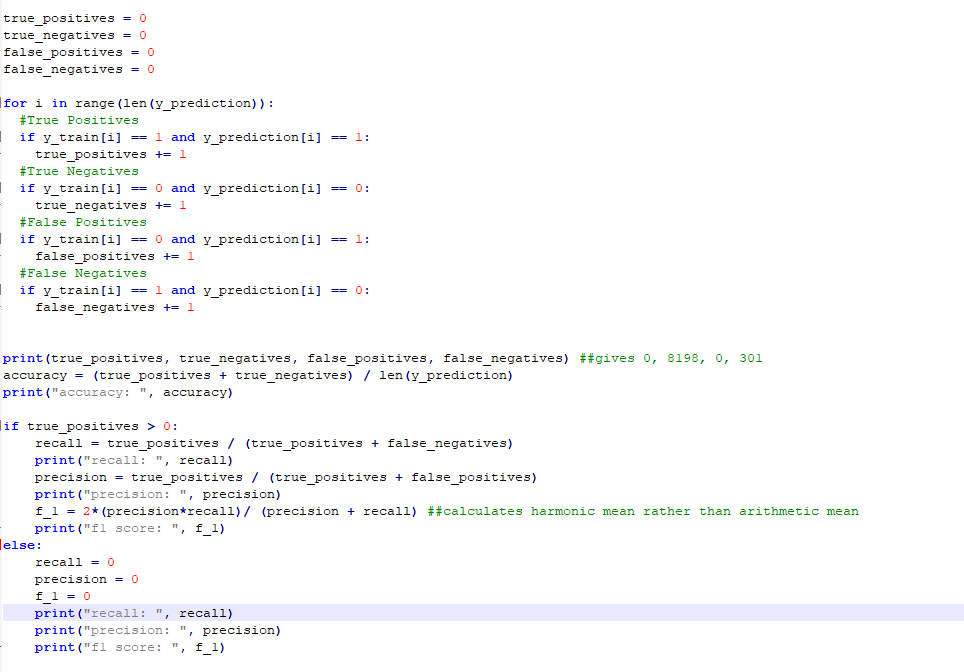 true_positives = 0
true_negatives = 0
false_positives = 0
false_negatives = 0
for i in range(len(y_prediction)):
  #True Positives
  if y_train[i] == 1 and y_prediction[i] == 1:
    true_positives += 1
  #True Negatives
  if y_train[i] == 0 and y_prediction[i] == 0:
    true_negatives += 1
  #False Positives
  if y_train[i] == 0 and y_prediction[i] == 1:
    false_positives += 1
  #False Negatives
  if y_train[i] == 1 and y_prediction[i] == 0:
    false_negatives += 1
print(true_positives, true_negatives, false_positives, false_negatives) ##gives 0, 8198, 0, 301
accuracy = (true_positives + true_negatives) / len(y_prediction)
print("accuracy: ", accuracy)
if true_positives > 0:
    recall = true_positives / (true_positives + false_negatives)
    print("recall: ", recall)
    precision = true_positives / (true_positives + false_positives)
    print("precision: ", precision)
    f_1 = 2*(precision*recall)/ (precision + recall) ##calculates harmonic mean rather than arithmetic mean
    print("f1 score: ", f_1)
else:
    recall = 0
    precision = 0
    f_1 = 0
    print("recall: ", recall)
    print("precision: ", precision)
    print("f1 score: ", f_1)